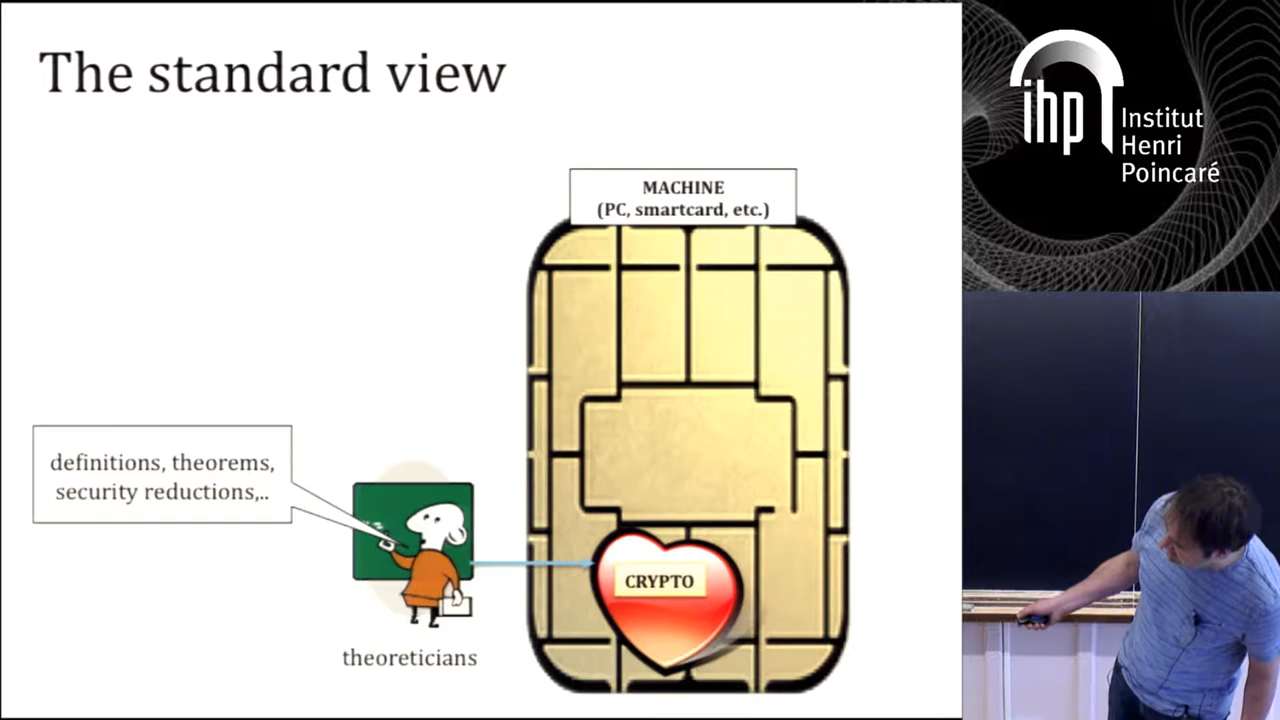 The standard view
MACHINE
(PC, smartcard, etc.)
definitions, theorems,
security reductions,..
CRYPTO
theoreticians
ihp
Institut
Henri
Poincaré